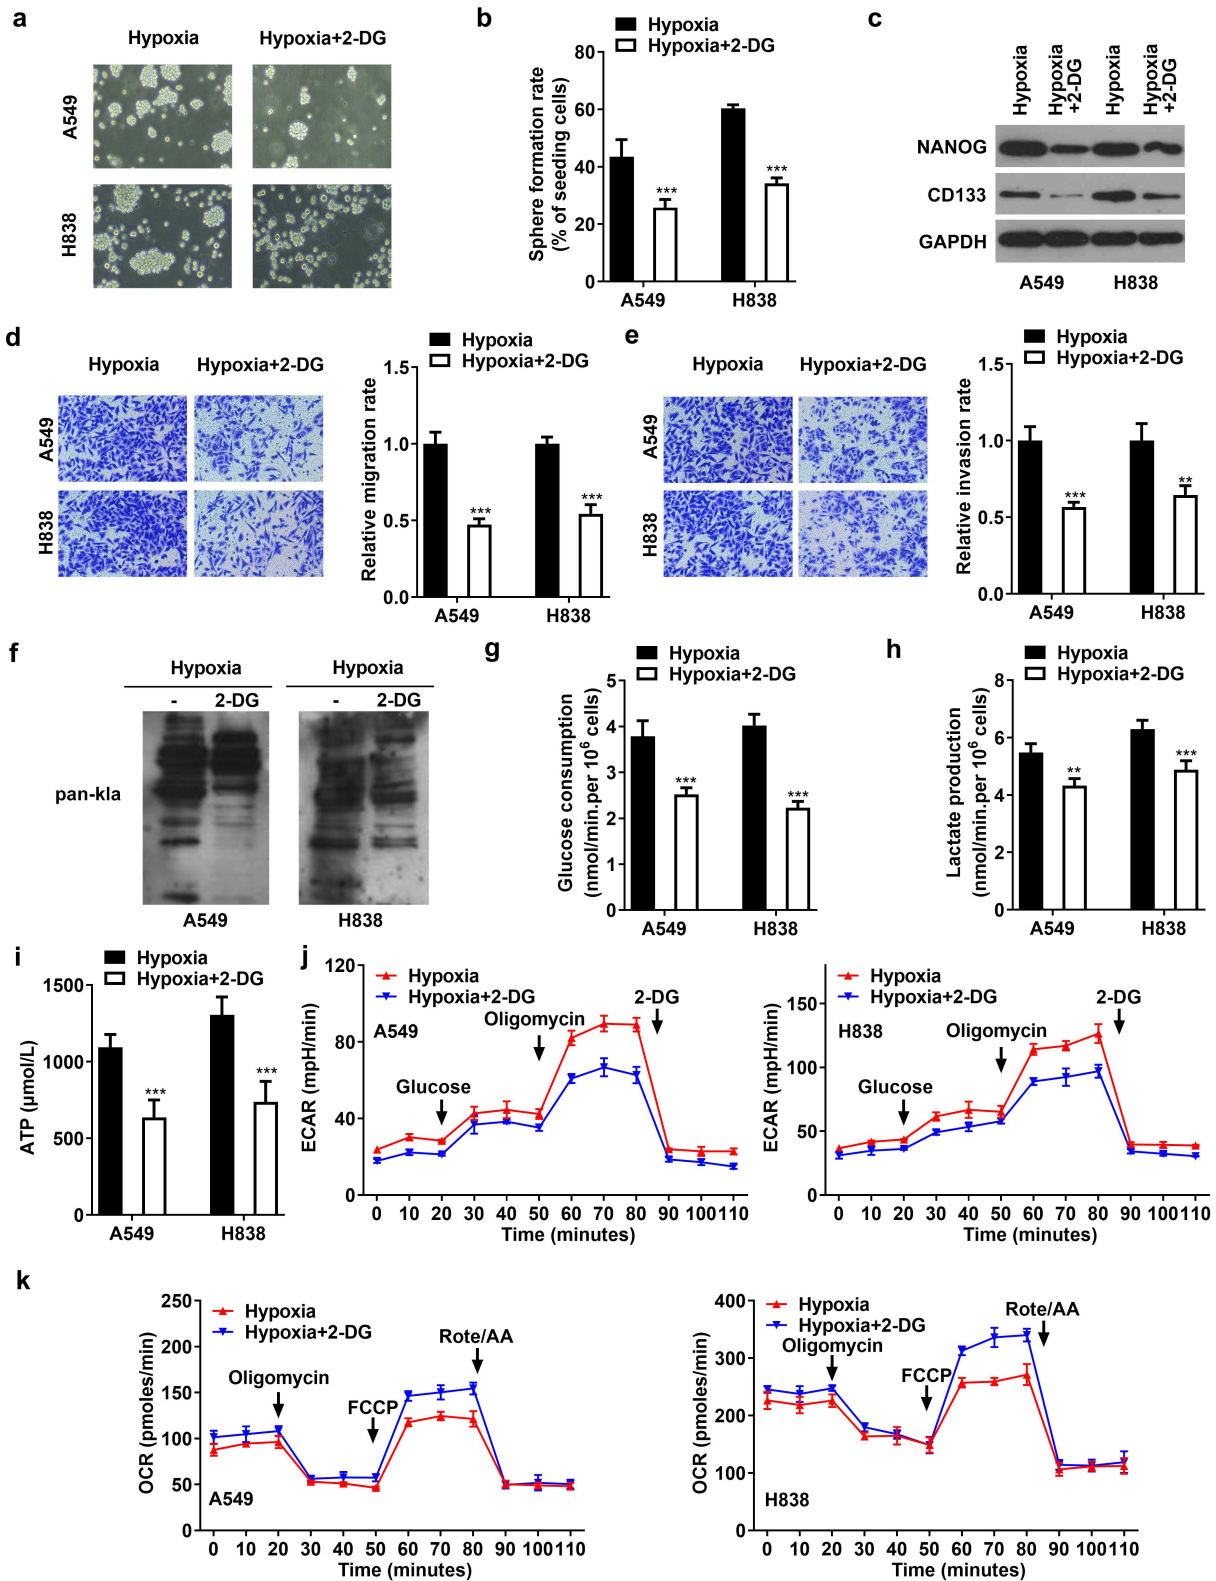 a
Hypoxia
Hypoxia+2-DG
A549
H838
b
Hypoxia
Hypoxia+2-DG
Sphere formation rate
(% of seeding cells)
80
60
40
20
0
***
***
A549
H838
c
Hypoxia
Hypoxia
+2-DG
Hypoxia
Hypoxia
+2-DG
NANOG
CD133
GAPDH
A549
H838
d
Hypoxia
Hypoxia+2-DG
A549
H838
Hypoxia
Hypoxia+2-DG
Relative migration rate
1.5
1.0
0.5
0.0
***
***
A549
H838
e
Hypoxia
Hypoxia+2-DG
A549
H838
Hypoxia
Hypoxia+2-DG
Relative invasion rate
1.5
1.0
0.5
0.0
***
**
A549
H838
f
Hypoxia
Hypoxia
-
2-DG
-
2-DG
pan-kla
A549
H838
g
Hypoxia
Hypoxia+2-DG
Glucose consumption
(nmol/min.per 10⁶ cells)
5
4
3
2
1
0
***
***
A549
H838
h
Hypoxia
Hypoxia+2-DG
Lactate production
(nmol/min.per 10⁶ cells)
8
6
4
2
0
**
***
A549
H838
i
Hypoxia
Hypoxia+2-DG
ATP (μmol/L)
1500
1000
500
0
***
***
A549
H838
j
Hypoxia
Hypoxia+2-DG
A549
ECAR (mpH/min)
120
80
40
0
Glucose
Oligomycin
2-DG
0 10 20 30 40 50 60 70 80 90 100 110
Time (minutes)
Hypoxia
Hypoxia+2-DG
H838
ECAR (mpH/min)
150
100
50
0
Glucose
Oligomycin
2-DG
0 10 20 30 40 50 60 70 80 90 100 110
Time (minutes)
k
Hypoxia
Hypoxia+2-DG
OCR (pmoles/min)
250
200
150
100
50
0
Oligomycin
FCCP
Rote/AA
A549
0 10 20 30 40 50 60 70 80 90 100 110
Time (minutes)
Hypoxia
Hypoxia+2-DG
OCR (pmoles/min)
400
300
200
100
0
Oligomycin
FCCP
Rote/AA
H838
0 10 20 30 40 50 60 70 80 90 100 110
Time (minutes)